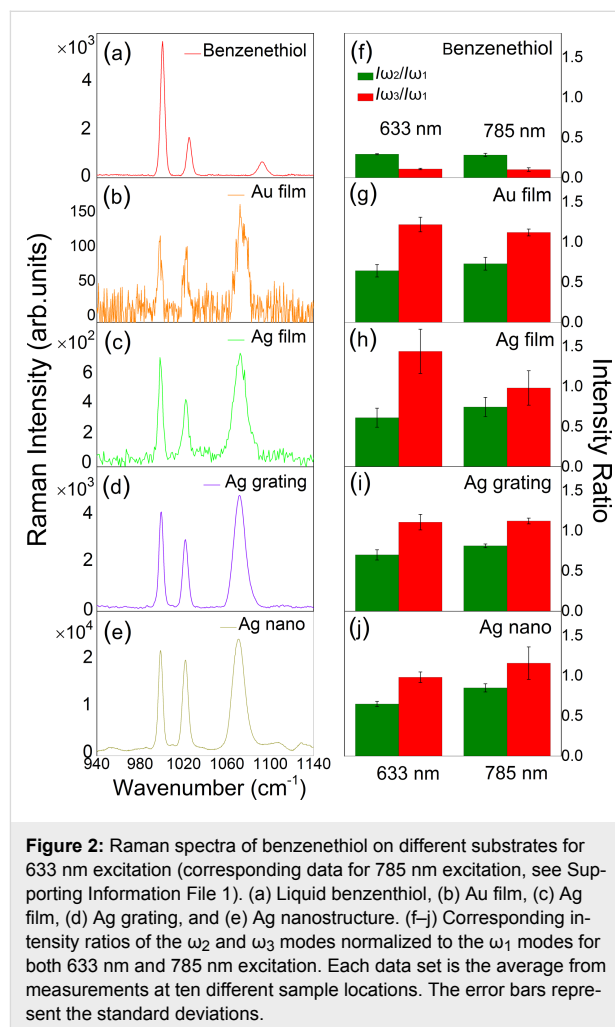 ×10³
(a)
Benzenethiol
4
2
0
(b)
Au film
150
100
50
0
×10²
(c)
Ag film
6
4
2
0
×10³
(d)
Ag grating
4
2
0
×10⁴
(e)
Ag nano
2
1
0
940 980 1020 1060 1100 1140
Wavenumber (cm⁻¹)
Raman Intensity (arb.units)
(f)
Benzenethiol
Iω₂/Iω₁
Iω₃/Iω₁
633 nm
785 nm
1.5
1.0
0.5
0.0
(g)
Au film
1.5
1.0
0.5
0.0
(h)
Ag film
1.5
1.0
0.5
0.0
(i)
Ag grating
1.5
1.0
0.5
0.0
(j)
Ag nano
1.5
1.0
0.5
0.0
633 nm
785 nm
Intensity Ratio
Figure 2: Raman spectra of benzenethiol on different substrates for
633 nm excitation (corresponding data for 785 nm excitation, see Sup-
porting Information File 1). (a) Liquid benzenthiol, (b) Au film, (c) Ag
film, (d) Ag grating, and (e) Ag nanostructure. (f–j) Corresponding in-
tensity ratios of the ω₂ and ω₃ modes normalized to the ω₁ modes for
both 633 nm and 785 nm excitation. Each data set is the average from
measurements at ten different sample locations. The error bars repre-
sent the standard deviations.